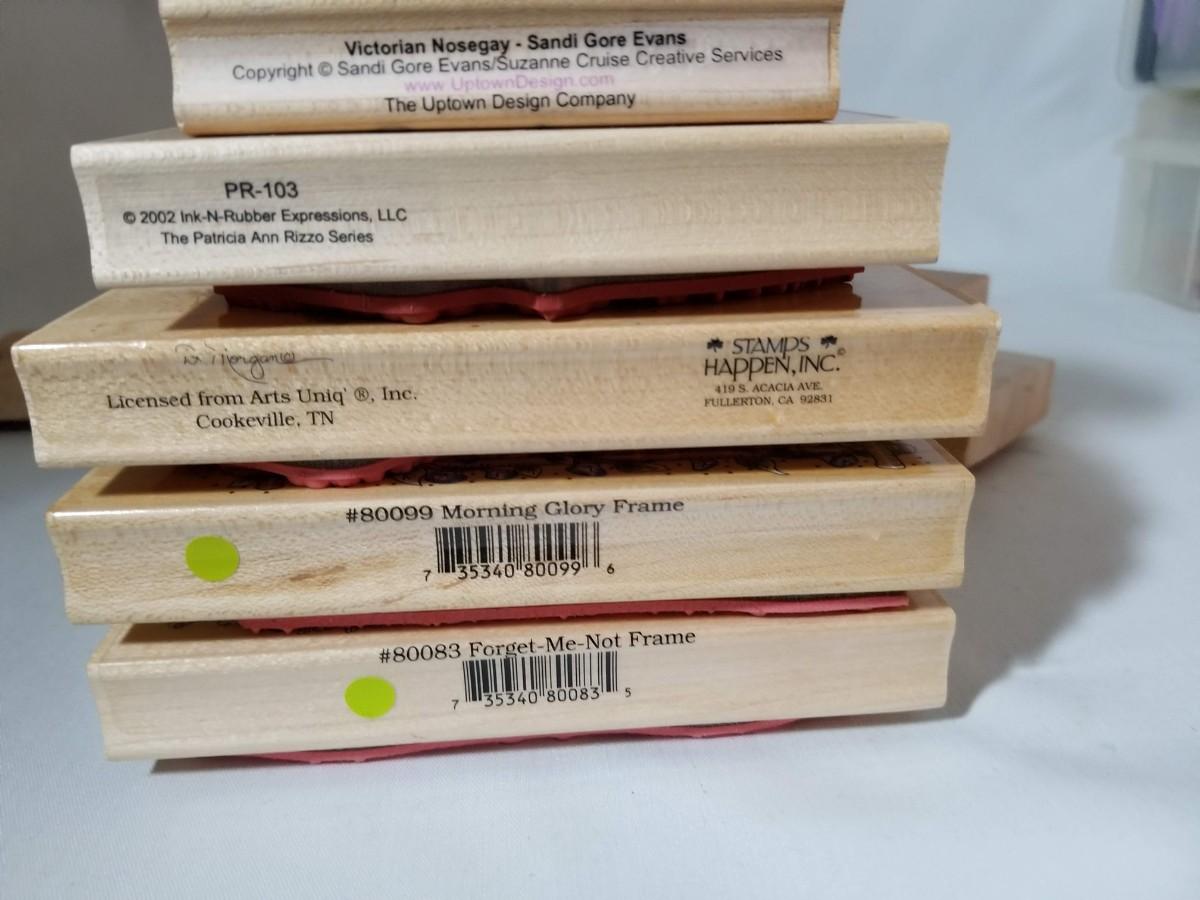 Victorian Nosegay - Sandi Gore Evans
Copyright © Sandi Gore Evans/Suzanne Cruise Creative Services
www.UptownDesign.com
The Uptown Design Company
PR-103
© 2002 Ink-N-Rubber Expressions, LLC
The Patricia Ann Rizzo Series
D. Morgan
Licensed from Arts Uniq' ®, Inc.
Cookeville, TN
STAMPS
HAPPEN, INC.©
419 S. ACACIA AVE.
FULLERTON, CA 92831
#80099 Morning Glory Frame
7 35340 80099 6
#80083 Forget-Me-Not Frame
7 35340 80083 5